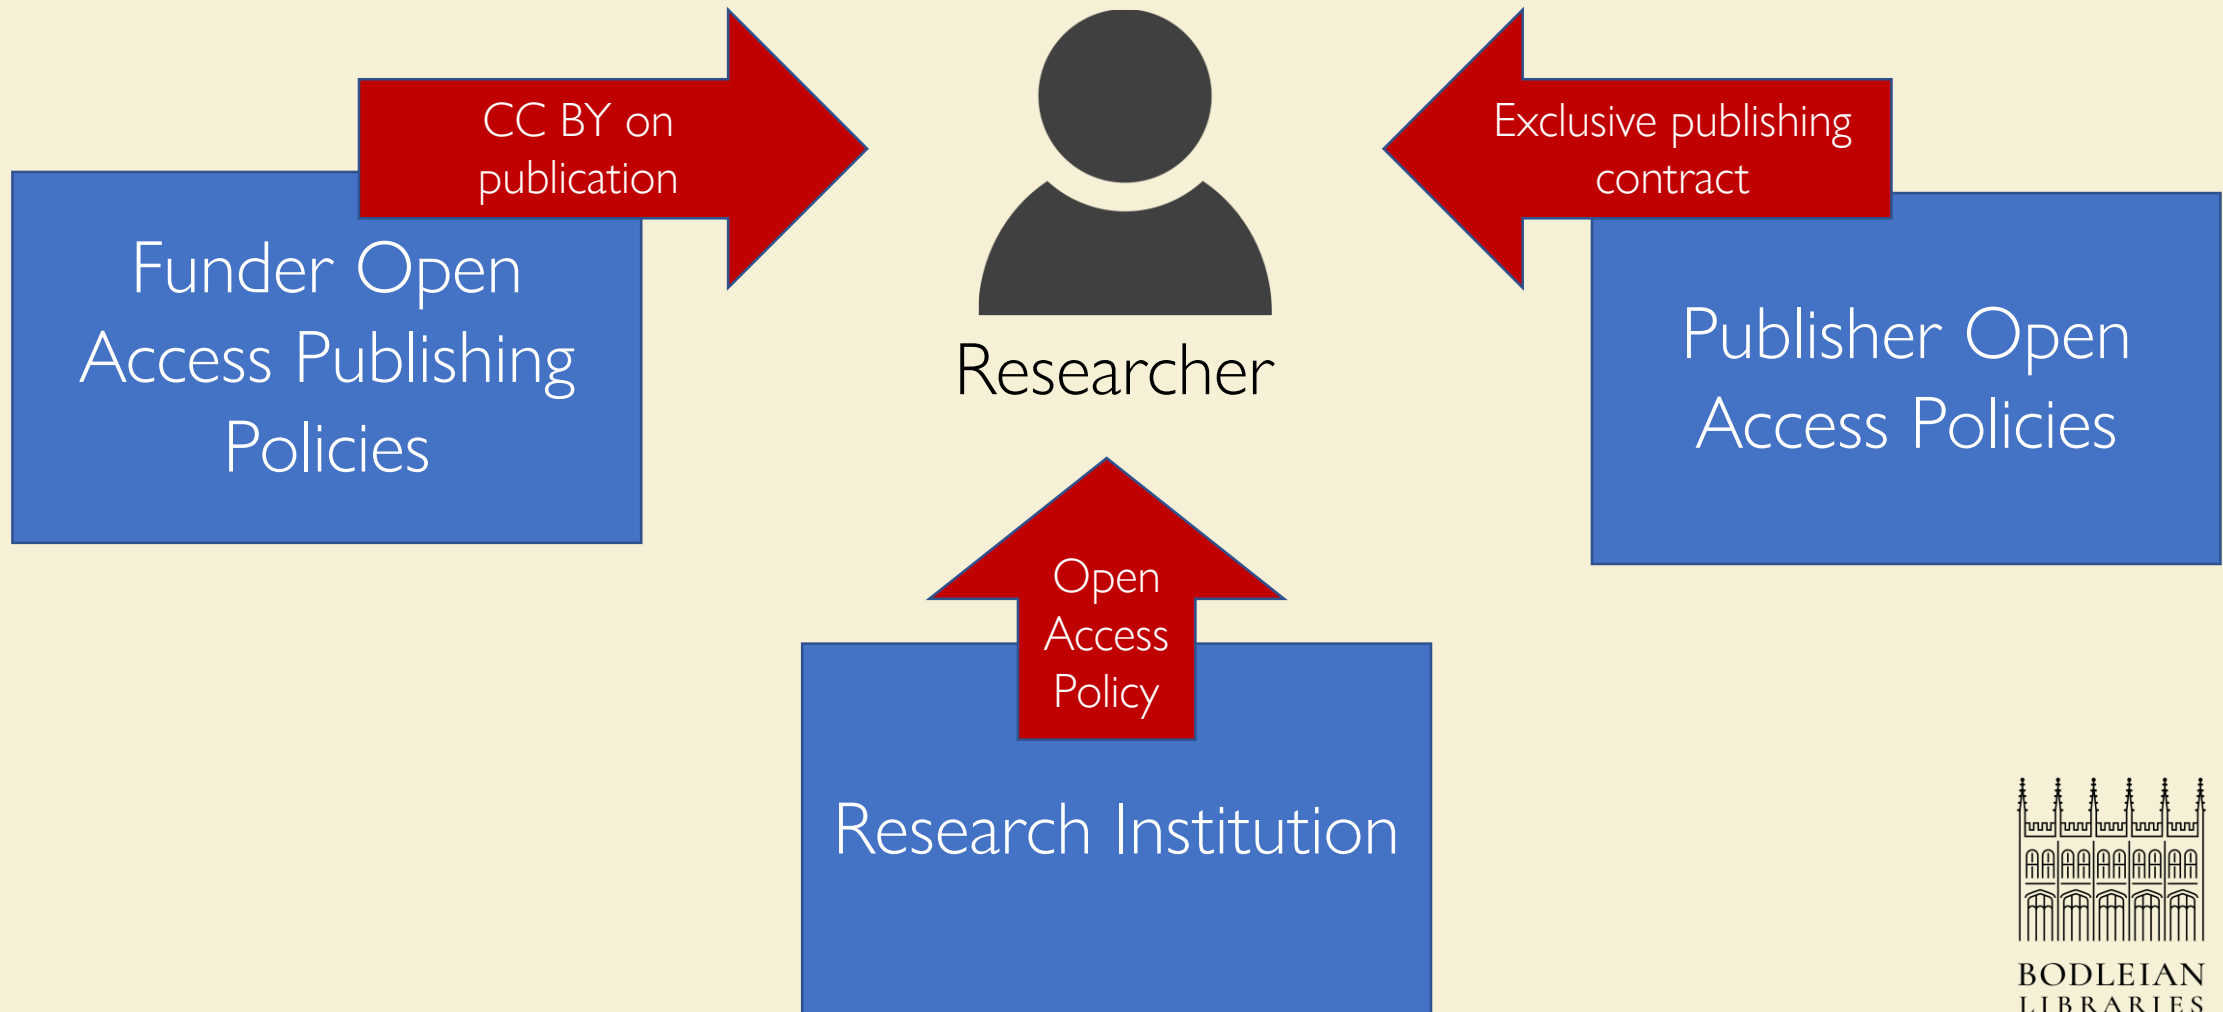 CC BY on
publication
Funder Open
Access Publishing
Policies
Researcher
Exclusive publishing
contract
Publisher Open
Access Policies
Open
Access
Policy
Research Institution
BODLEIAN
LIBRARIES